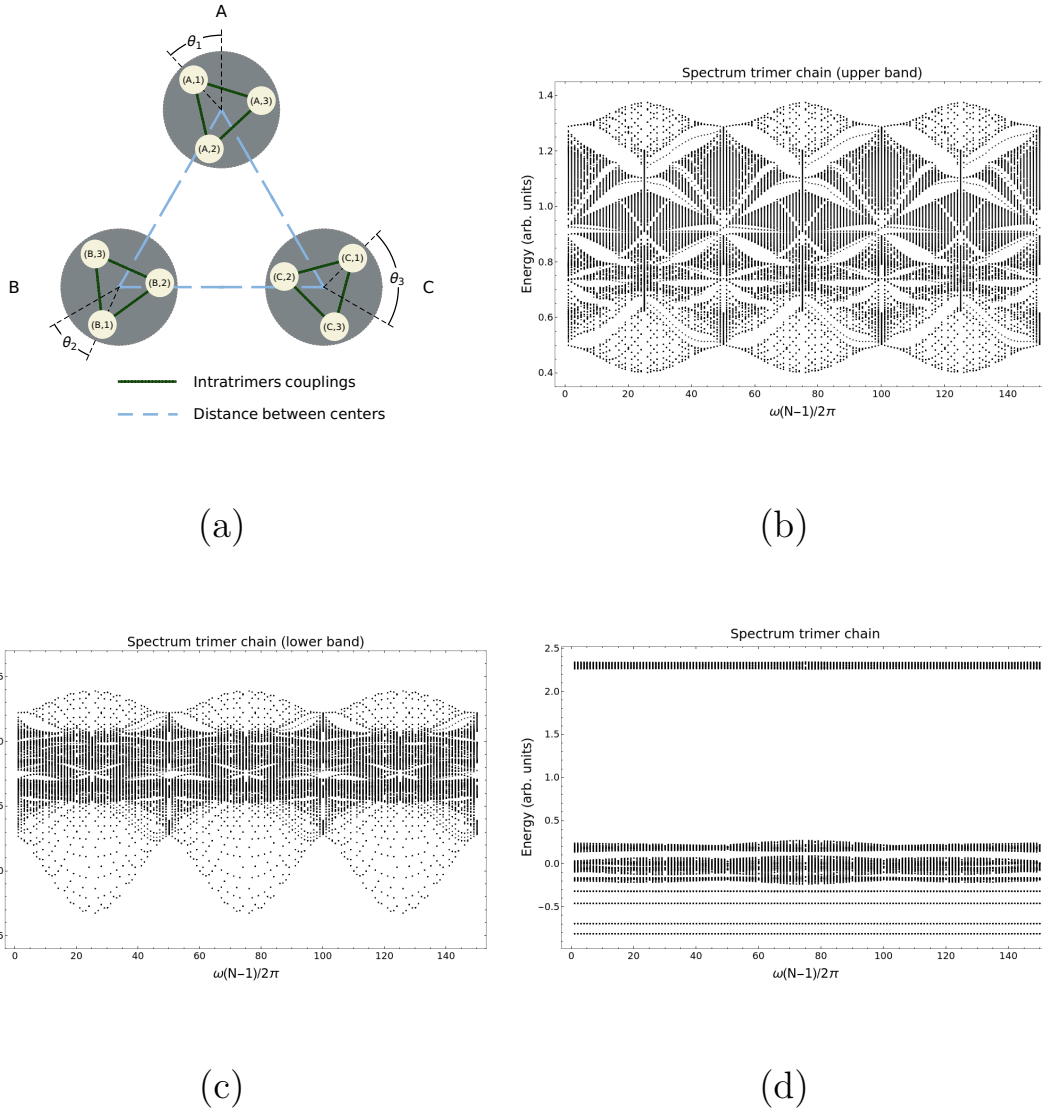 A
θ1
(A,1)
(A,3)
(A,2)
B
(B,3)
(B,2)
(B,1)
θ2
(C,1)
(C,2)
(C,3)
θ3
C
Intratrimers couplings
Distance between centers
(a)
Spectrum trimer chain (upper band)
Energy (arb. units)
1.4
1.2
1.0
0.8
0.6
0.4
0 20 40 60 80 100 120 140
ω(N−1)/2π
(b)
Spectrum trimer chain (lower band)
0 20 40 60 80 100 120 140
ω(N−1)/2π
(c)
Spectrum trimer chain
Energy (arb. units)
2.5
2.0
1.5
1.0
0.5
0.0
−0.5
0 20 40 60 80 100 120 140
ω(N−1)/2π
(d)